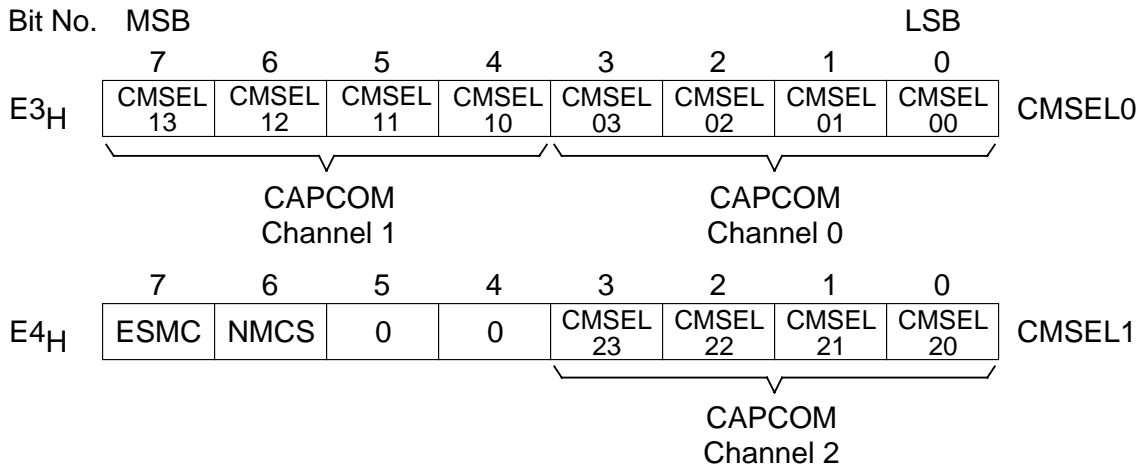 Bit No. MSB LSB
7 6 5 4 3 2 1 0
E3H CMSEL 13 CMSEL 12 CMSEL 11 CMSEL 10 CMSEL 03 CMSEL 02 CMSEL 01 CMSEL 00 CMSEL0
CAPCOM Channel 1 CAPCOM Channel 0
7 6 5 4 3 2 1 0
E4H ESMC NMCS 0 0 CMSEL 23 CMSEL 22 CMSEL 21 CMSEL 20 CMSEL1
CAPCOM
Channel 2